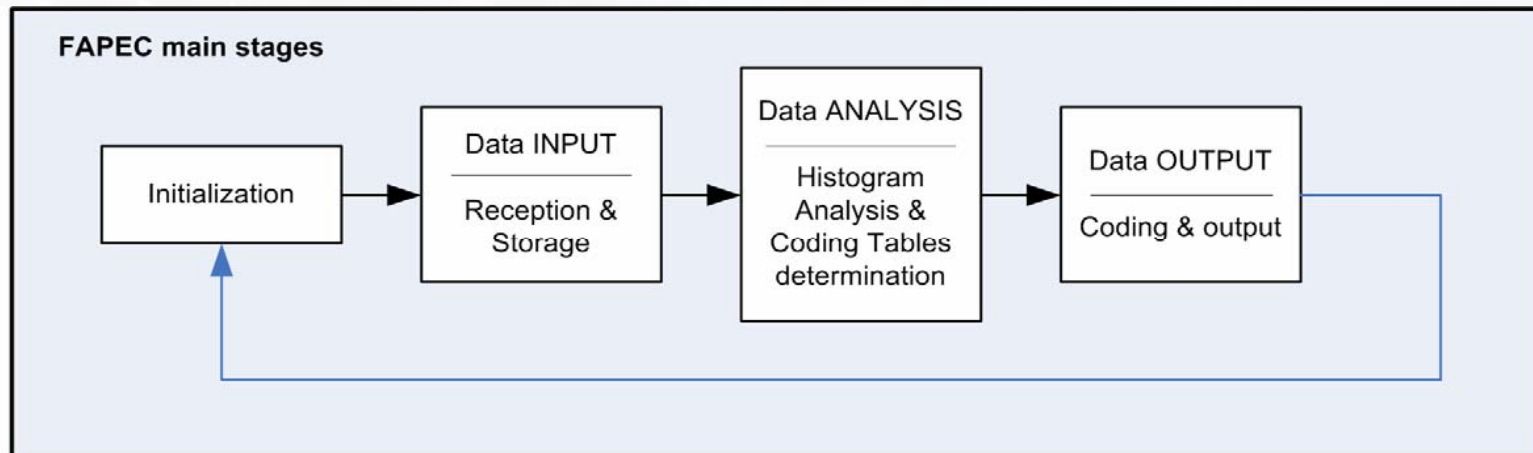 FAPEC main stages
Initialization
Data INPUT
Reception &
Storage
Data ANALYSIS
Histogram
Analysis &
Coding Tables
determination
Data OUTPUT
Coding & output